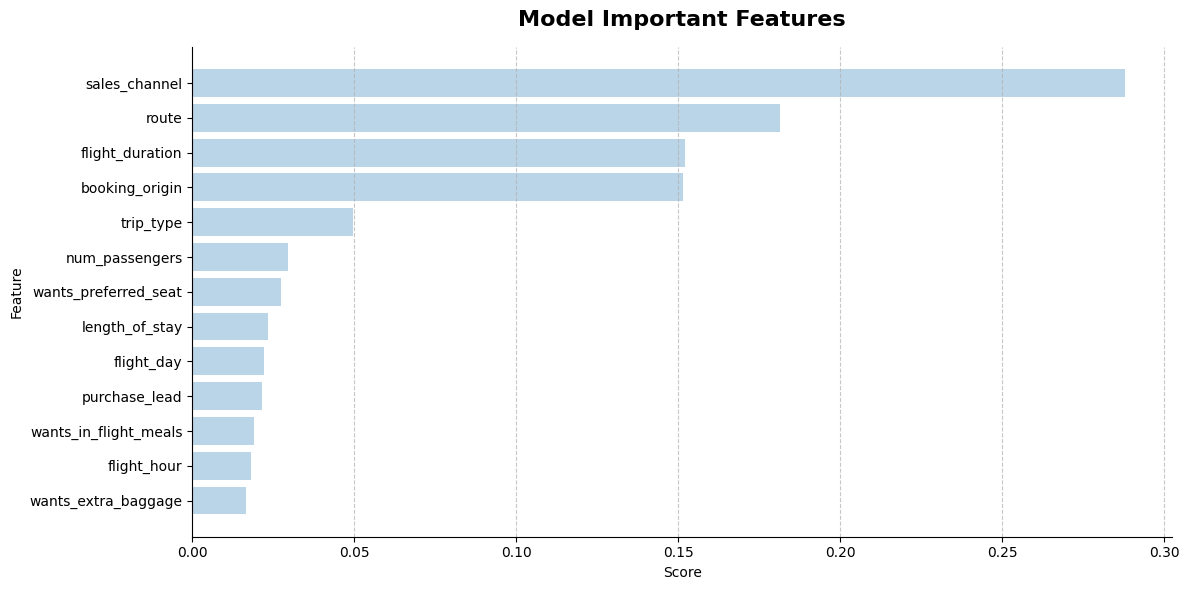 Model Important Features
sales_channel
route
flight_duration
booking_origin
trip_type
num_passengers
wants_preferred_seat
length_of_stay
flight_day
purchase_lead
wants_in_flight_meals
flight_hour
wants_extra_baggage
Feature
0.00 0.05 0.10 0.15 0.20 0.25 0.30
Score